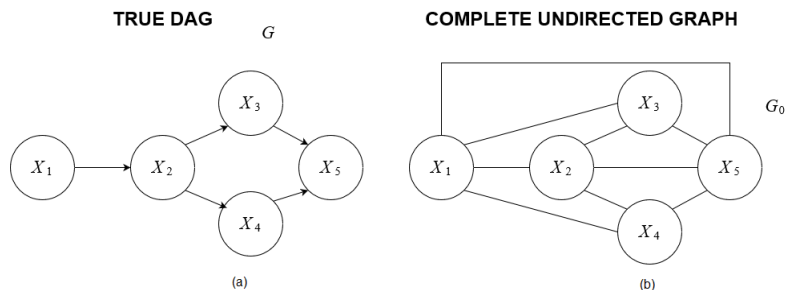 TRUE DAG
G
X1
X2
X3
X4
X5
(a)
COMPLETE UNDIRECTED GRAPH
G0
X1
X2
X3
X4
X5
(b)